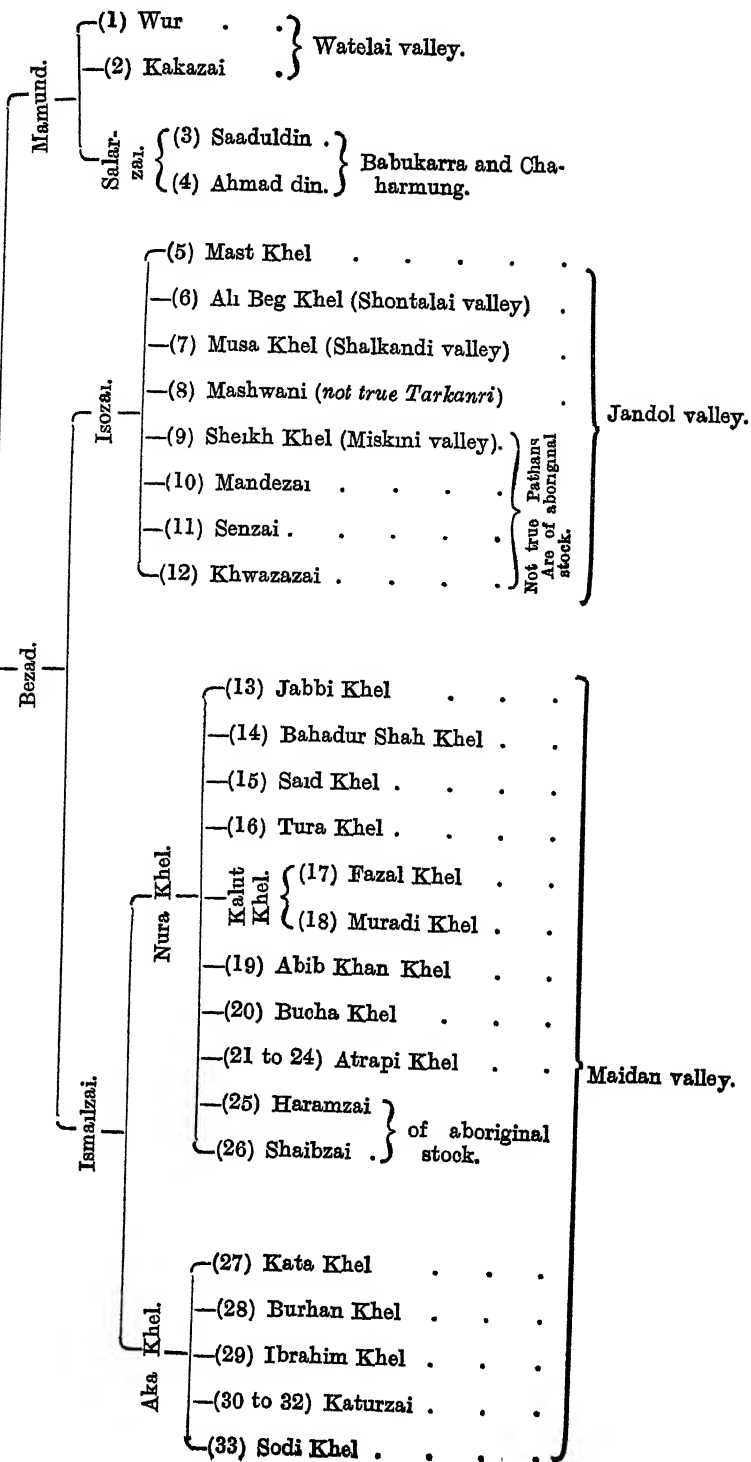 Mamund.
(1) Wur . .
(2) Kakazai .
Watelai valley.
Salar-
zai.
(3) Saaduldin .
(4) Ahmad din.
Babukarra and Cha-
harmung.
Bezad.
Isozai.
(5) Mast Khel . . . . .
(6) Ali Beg Khel (Shontalai valley) .
(7) Musa Khel (Shalkandi valley) .
(8) Mashwani (not true Tarkanri) .
(9) Sheikh Khel (Miskini valley).
(10) Mandezai . . . .
(11) Senzai . . . . .
(12) Khwazazai . . . .
Not true Pathans
Are of aboriginal
stock.
Jandol valley.
Ismailzai.
Nura Khel.
(13) Jabbi Khel . . .
(14) Bahadur Shah Khel . .
(15) Said Khel . . . .
(16) Tura Khel . . . .
Kalut
Khel.
(17) Fazal Khel . .
(18) Muradi Khel . .
(19) Abib Khan Khel . .
(20) Bucha Khel . . .
(21 to 24) Atrapi Khel . .
(25) Haramzai
(26) Shaibzai .
of aboriginal
stock.
Aka Khel.
(27) Kata Khel . . .
(28) Burhan Khel . . .
(29) Ibrahim Khel . . .
(30 to 32) Katurzai . . .
(33) Sodi Khel . . . .
Maidan valley.